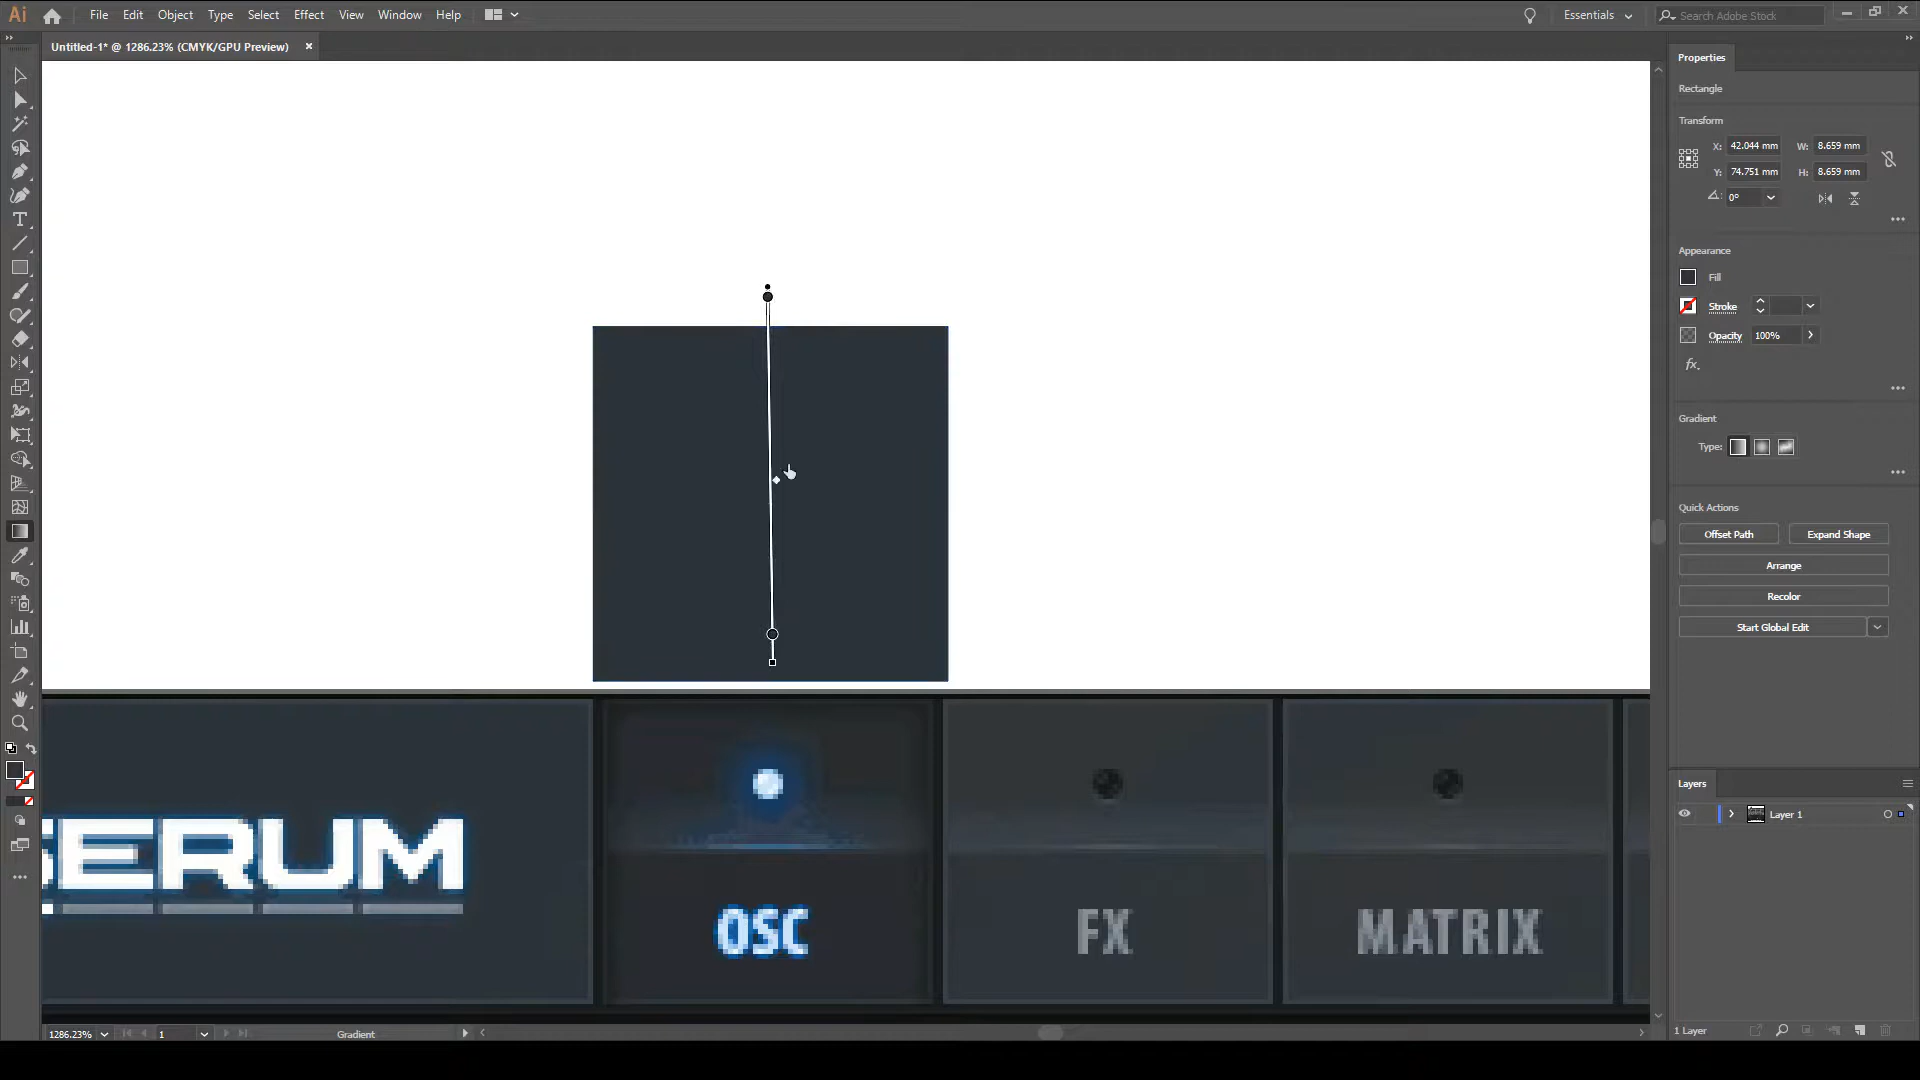 Ai File Edit Object Type Select Effect View Window Help Essentials Search Adobe Stock
Untitled-1* @ 1286.23% (CMYK/GPU Preview)
Properties
Rectangle
Transform
X: 42.044 mm W: 8.659 mm
Y: 74.751 mm H: 8.659 mm
0°
Appearance
Fill
Stroke
Opacity 100%
fx.
Gradient
Type:
Quick Actions
Offset Path Expand Shape
Arrange
Recolor
Start Global Edit
SERUM
OSC
FX
MATRIX
Layers
Layer 1
1 Layer
1286.23% 1 Gradient